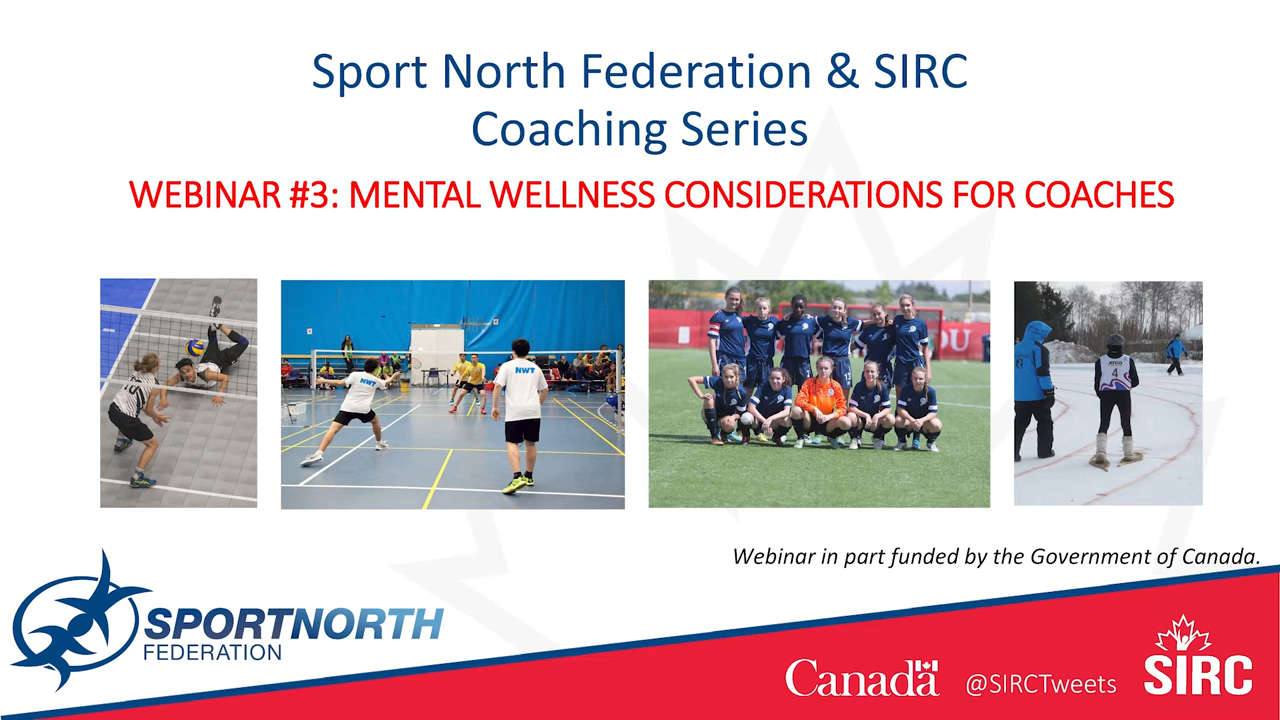 Sport North Federation & SIRC
Coaching Series
WEBINAR #3: MENTAL WELLNESS CONSIDERATIONS FOR COACHES
NWT
NWT
4
Webinar in part funded by the Government of Canada.
SPORTNORTH
FEDERATION
Canada
@SIRCTweets
SIRC